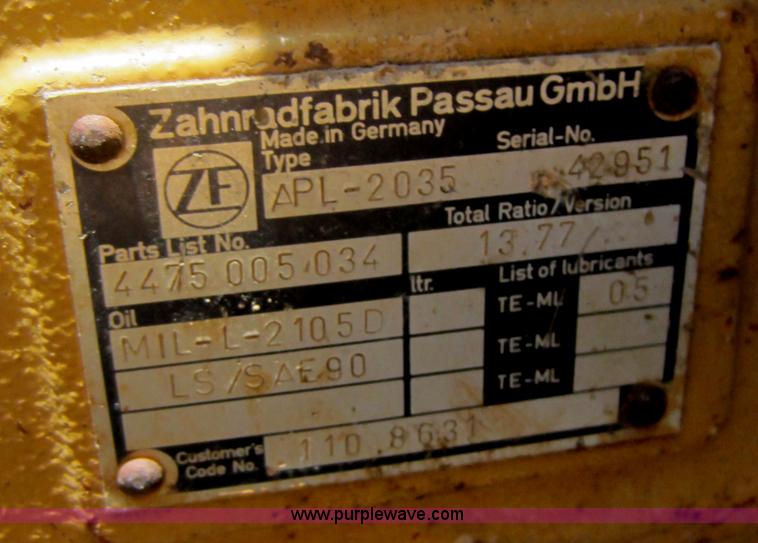 Zahnradfabrik Passau GmbH
Made in Germany
ZF
Type
Serial-No.
APL-2035
42951
Parts List No.
Total Ratio/Version
4475 005 034
13.77
Oil
ltr.
List of lubricants
MIL-L-2105D
TE-ML 05
LS/SAE90
TE-ML
TE-ML
Customer's
Code No.
110.8631
www.purplewave.com